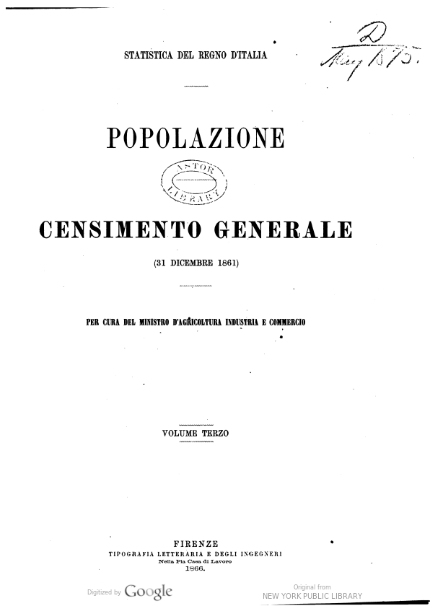 STATISTICA DEL REGNO D'ITALIA
D
May 1875.
POPOLAZIONE
ASTOR
LIBRARY
CENSIMENTO GENERALE
(31 DICEMBRE 1861)
PER CURA DEL MINISTRO D'AGRICOLTURA INDUSTRIA E COMMERCIO
VOLUME TERZO
FIRENZE
TIPOGRAFIA LETTERARIA E DEGLI INGEGNERI
Nella Pia Casa di Lavoro
1866.
Digitized by Google
Original from
NEW YORK PUBLIC LIBRARY